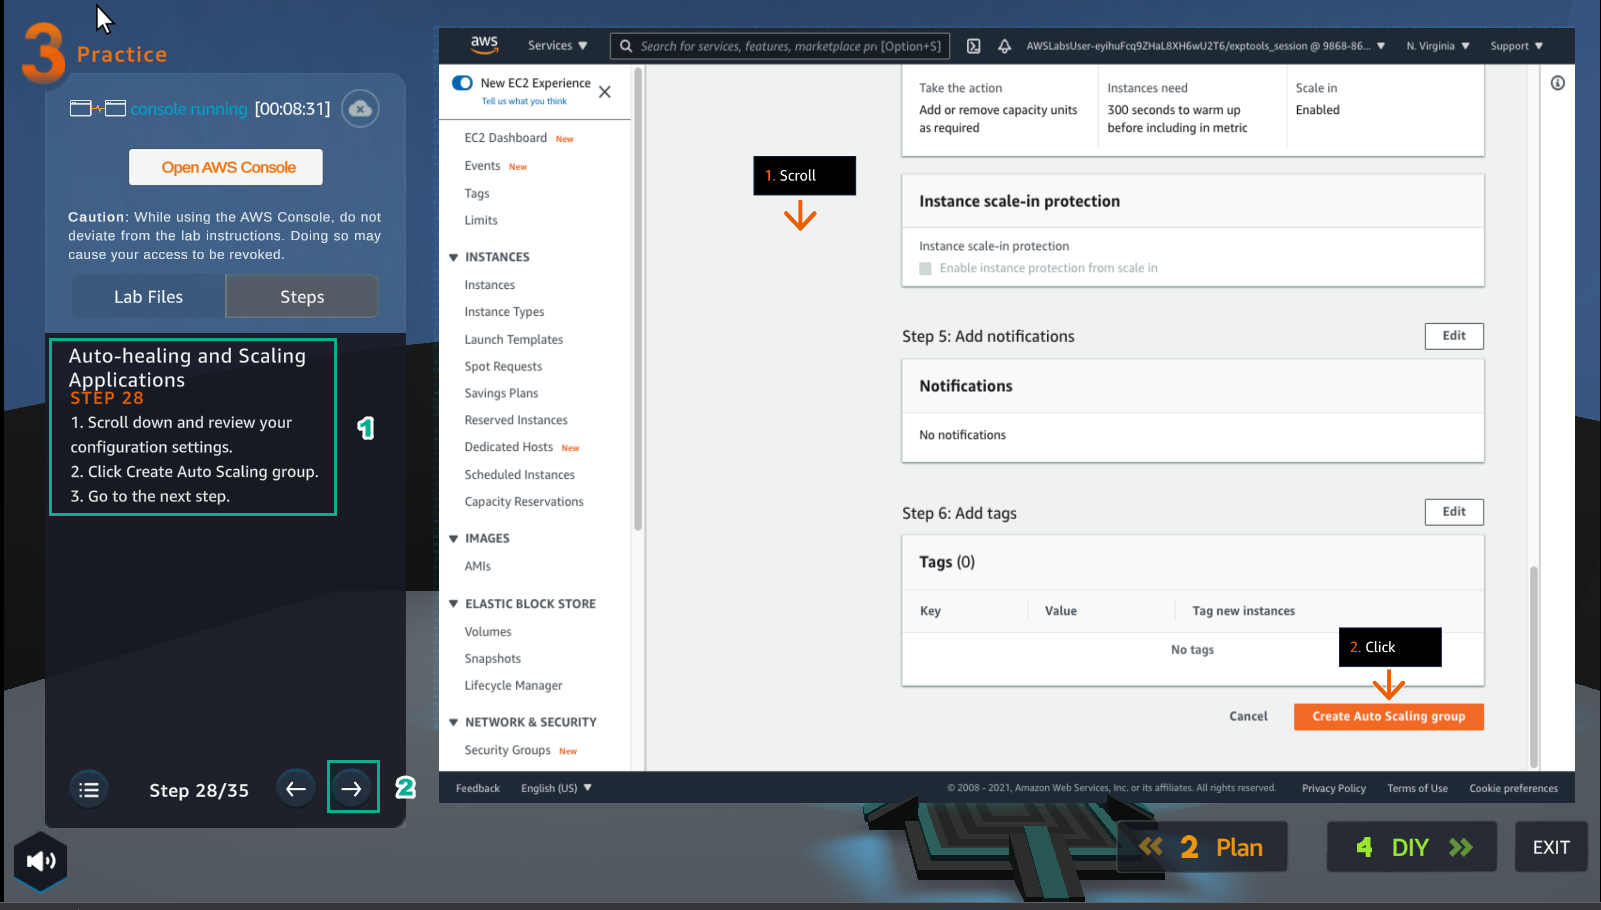 3 Practice
console running [00:08:31]
Open AWS Console
Caution: While using the AWS Console, do not
deviate from the lab instructions. Doing so may
cause your access to be revoked.
Lab Files
Steps
Auto-healing and Scaling
Applications
STEP 28
1. Scroll down and review your
configuration settings.
2. Click Create Auto Scaling group.
3. Go to the next step.
1
Step 28/35
2
aws
Services
Search for services, features, marketplace pr [Option+S]
AWSLabsUser-eyihuFcq9ZHaL8XH6wU2T6/exptools_session @ 9868-86...
N. Virginia
Support
New EC2 Experience
Tell us what you think
EC2 Dashboard New
Events New
Tags
Limits
INSTANCES
Instances
Instance Types
Launch Templates
Spot Requests
Savings Plans
Reserved Instances
Dedicated Hosts New
Scheduled Instances
Capacity Reservations
IMAGES
AMIs
ELASTIC BLOCK STORE
Volumes
Snapshots
Lifecycle Manager
NETWORK & SECURITY
Security Groups New
Take the action
Add or remove capacity units
as required
Instances need
300 seconds to warm up
before including in metric
Scale in
Enabled
1. Scroll
Instance scale-in protection
Instance scale-in protection
Enable instance protection from scale in
Step 5: Add notifications
Edit
Notifications
No notifications
Step 6: Add tags
Edit
Tags (0)
Key
Value
Tag new instances
No tags
2. Click
Cancel
Create Auto Scaling group
Feedback
English (US)
© 2008 - 2021, Amazon Web Services, Inc. or its affiliates. All rights reserved.
Privacy Policy
Terms of Use
Cookie preferences
2 Plan
4 DIY
EXIT